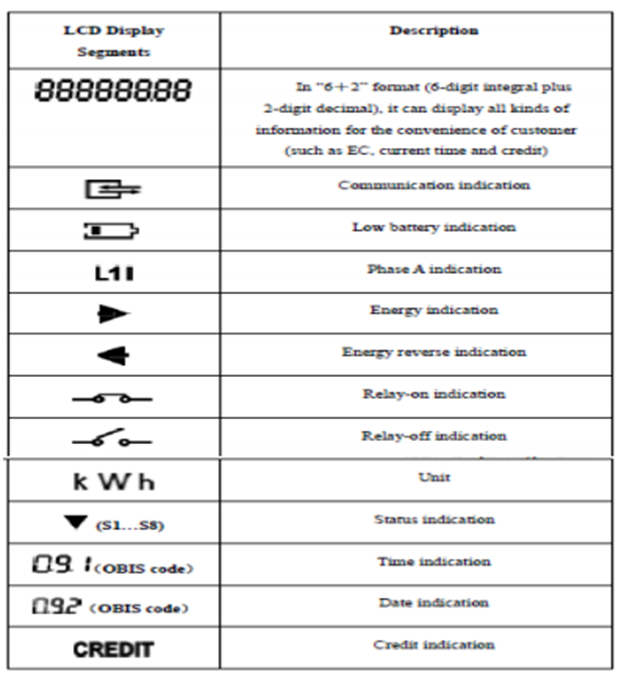 LCD Display
Segments
Description
88888888
In "6+2" format (6-digit integral plus
2-digit decimal), it can display all kinds of
information for the convenience of customer
(such as EC, current time and credit)
Communication indication
Low battery indication
L1
Phase A indication
Energy indication
Energy reverse indication
Relay-on indication
Relay-off indication
k W h
Unit
(S1...S8)
Status indication
0.9.1 (OBIS code)
Time indication
0.9.2 (OBIS code)
Date indication
CREDIT
Credit indication